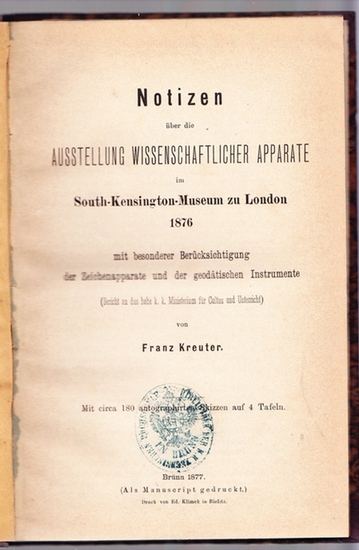 Notizen
über die
AUSSTELLUNG WISSENSCHAFTLICHER APPARATE
im
South-Kensington-Museum zu London
1876
mit besonderer Berücksichtigung
der Zeichenapparate und der geodätischen Instrumente
(Bericht an das hohe k. k. Ministerium für Cultus und Unterricht)
von
Franz Kreuter.
Mit circa 180 autographirten Skizzen auf 4 Tafeln.
Brünn 1877.
(Als Manuscript gedruckt.)
Druck von Ed. Klimeš in Bielitz.